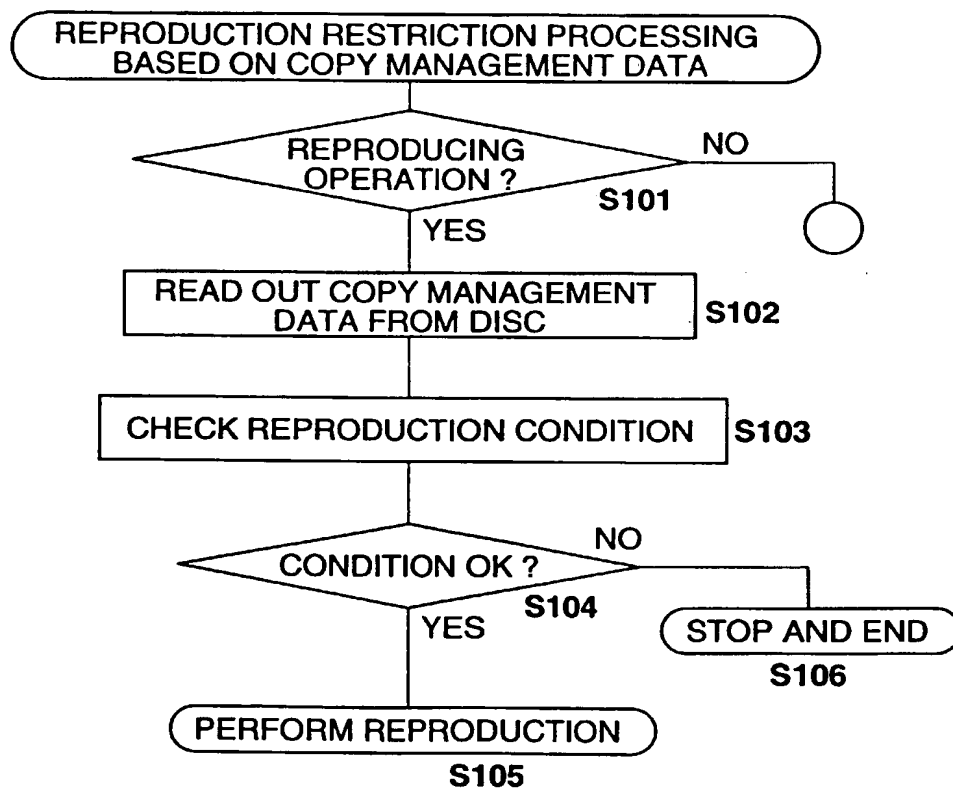 REPRODUCTION RESTRICTION PROCESSING
BASED ON COPY MANAGEMENT DATA
REPRODUCING
OPERATION ?
NO
S101
YES
READ OUT COPY MANAGEMENT
DATA FROM DISC
S102
CHECK REPRODUCTION CONDITION
S103
CONDITION OK ?
NO
S104
YES
STOP AND END
S106
PERFORM REPRODUCTION
S105